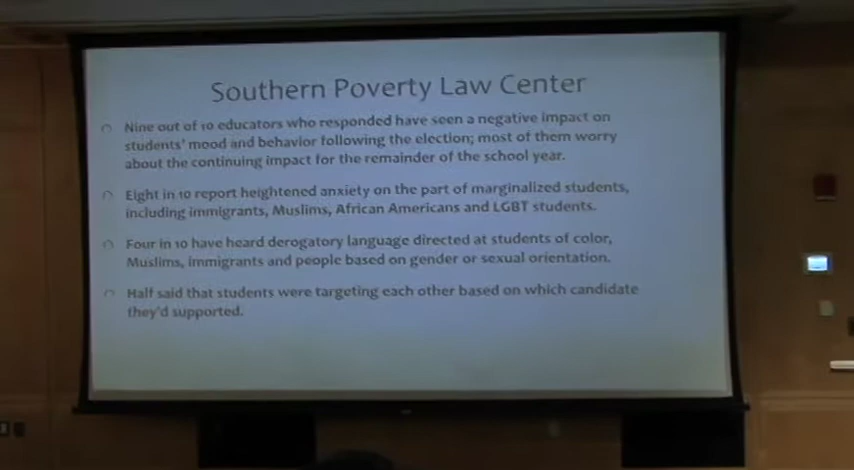 Southern Poverty Law Center
Nine out of 10 educators who responded have seen a negative impact on
students' mood and behavior following the election; most of them worry
about the continuing impact for the remainder of the school year.
Eight in 10 report heightened anxiety on the part of marginalized students,
including immigrants, Muslims, African Americans and LGBT students.
Four in 10 have heard derogatory language directed at students of color,
Muslims, immigrants and people based on gender or sexual orientation.
Half said that students were targeting each other based on which candidate
they'd supported.